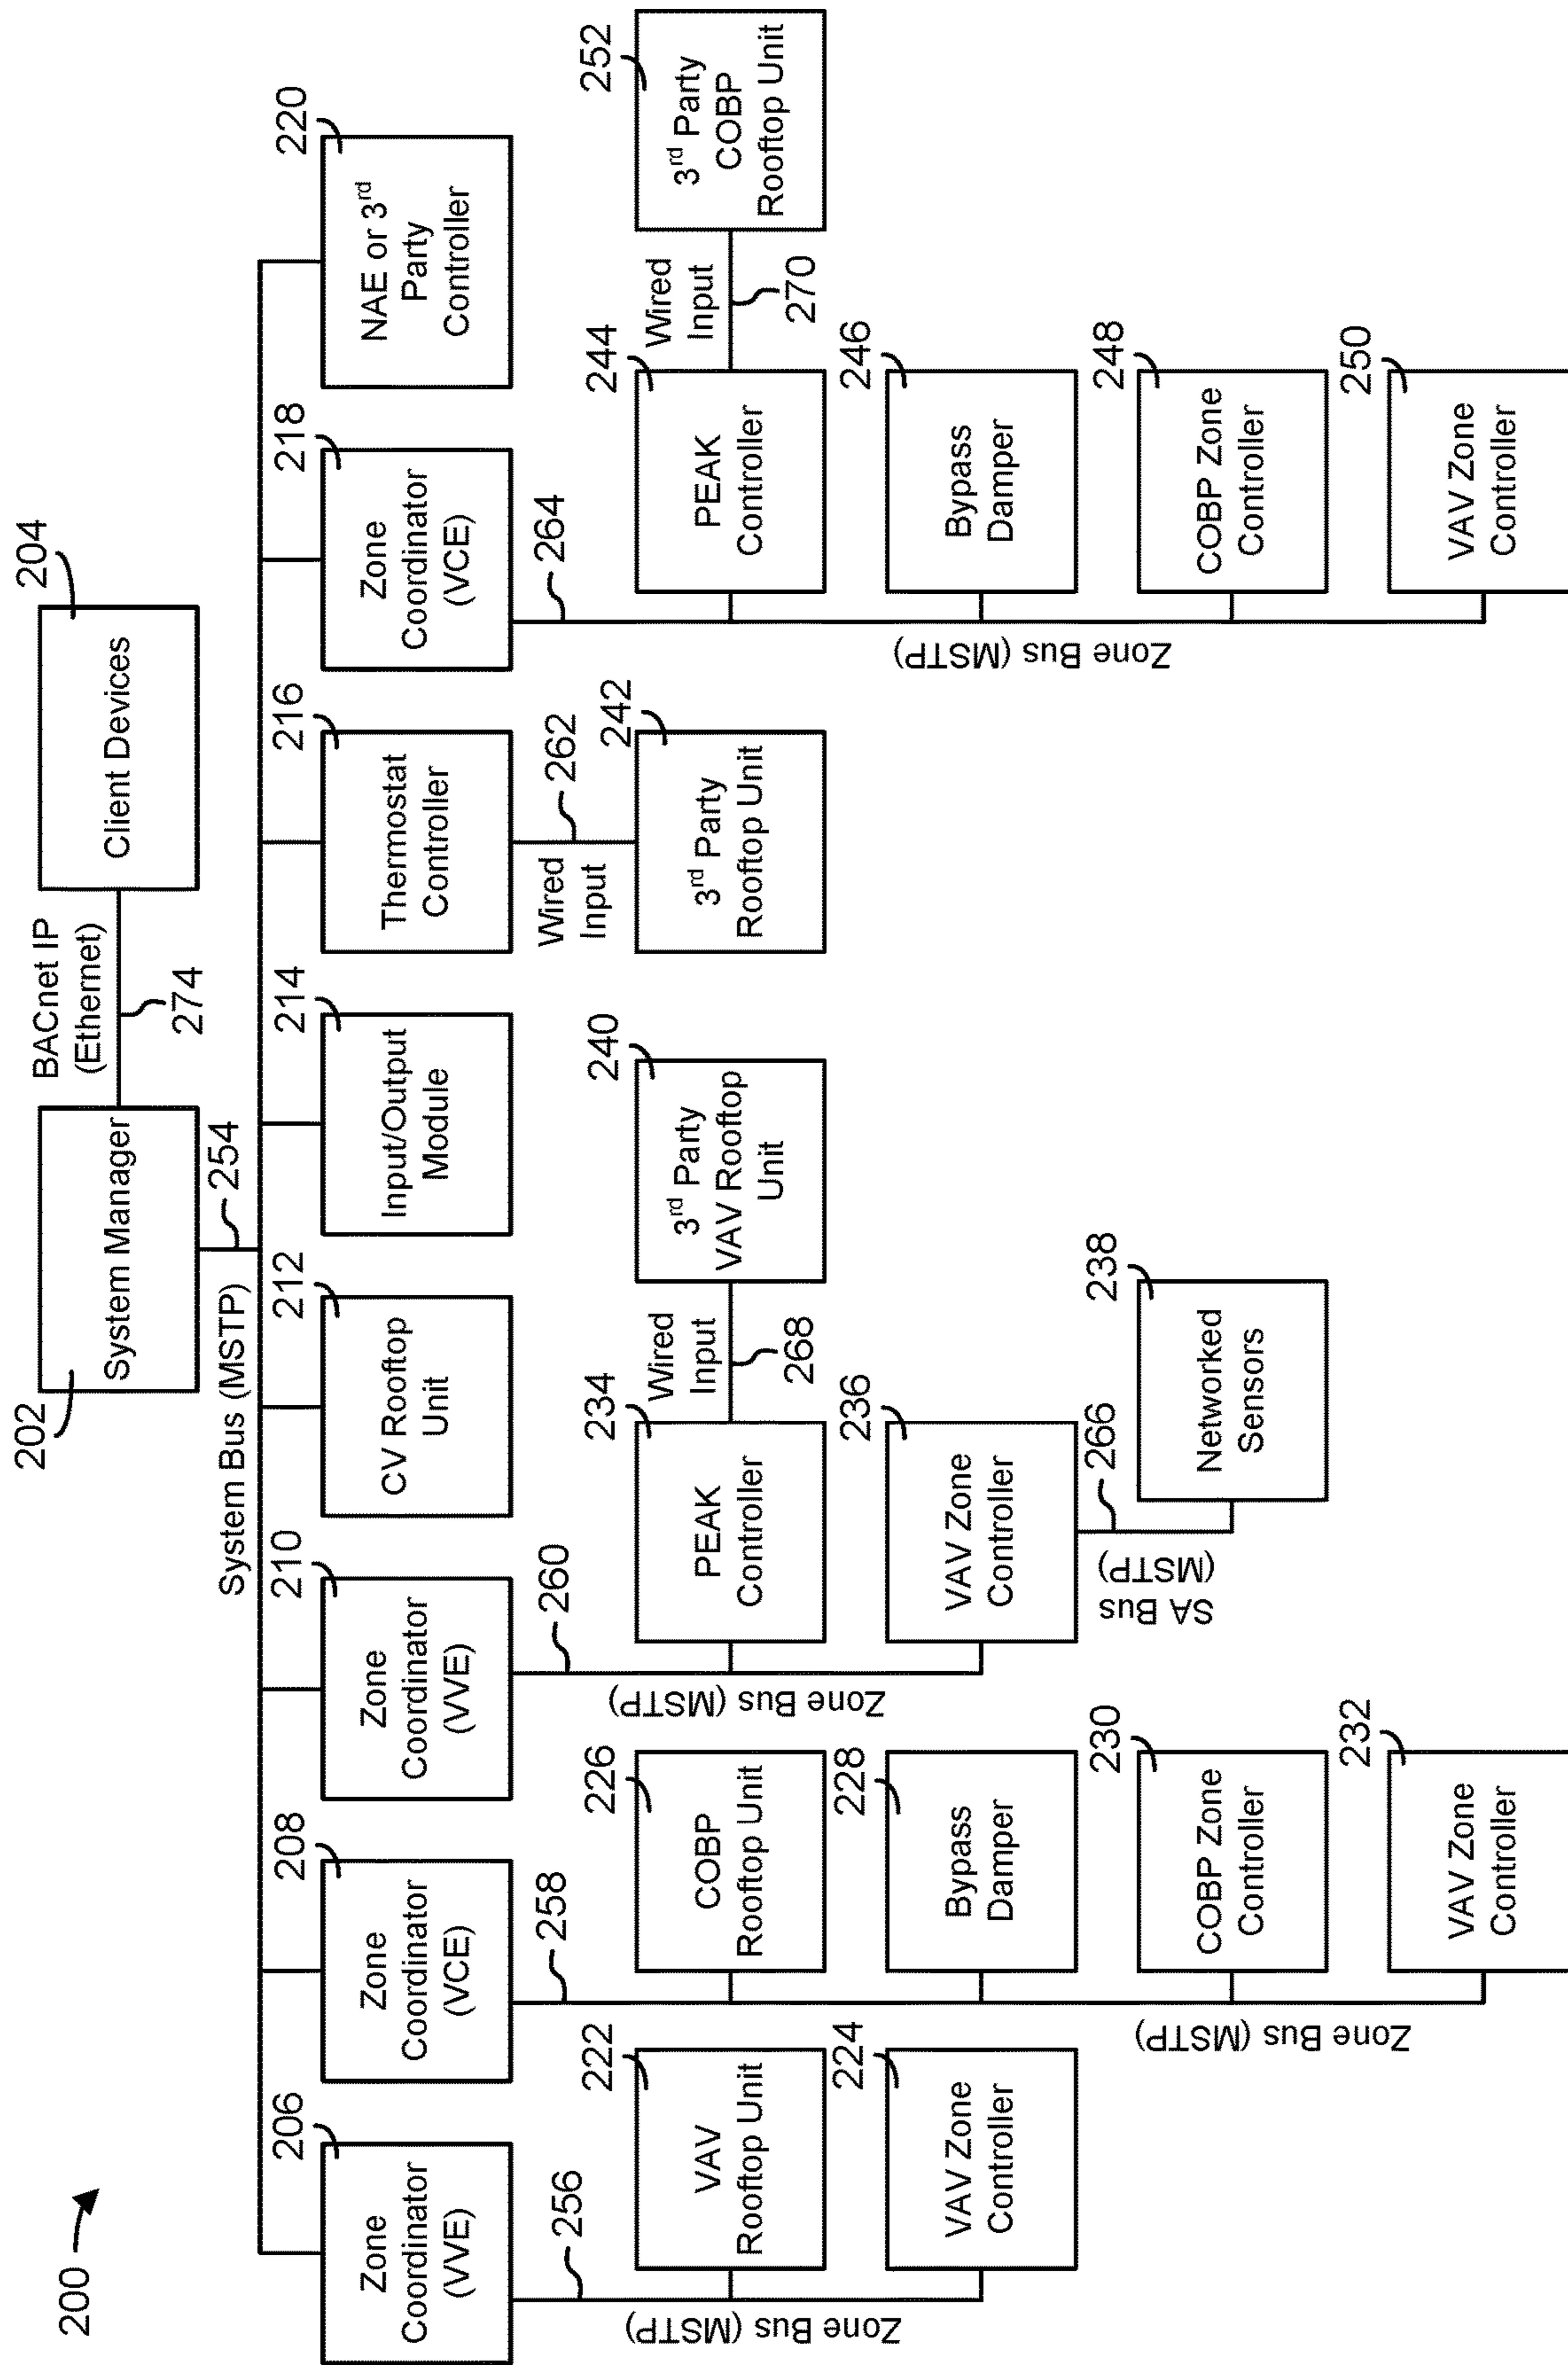 200
202
System Manager
BACnet IP
(Ethernet)
274
Client Devices
204
System Bus (MSTP)
254
206
Zone
Coordinator
(VVE)
208
Zone
Coordinator
(VCE)
210
Zone
Coordinator
(VVE)
212
CV Rooftop
Unit
214
Input/Output
Module
216
Thermostat
Controller
218
Zone
Coordinator
(VCE)
220
NAE or 3rd
Party
Controller
256
Zone Bus (MSTP)
222
VAV
Rooftop Unit
224
VAV Zone
Controller
258
Zone Bus (MSTP)
226
COBP
Rooftop Unit
228
Bypass
Damper
230
COBP Zone
Controller
232
VAV Zone
Controller
260
Zone Bus (MSTP)
234
PEAK
Controller
Wired
Input
268
240
3rd Party
VAV Rooftop
Unit
236
VAV Zone
Controller
SA Bus
(MSTP)
266
238
Networked
Sensors
Wired
Input
262
242
3rd Party
Rooftop Unit
264
Zone Bus (MSTP)
244
PEAK
Controller
Wired
Input
270
252
3rd Party
COBP
Rooftop Unit
246
Bypass
Damper
248
COBP Zone
Controller
250
VAV Zone
Controller